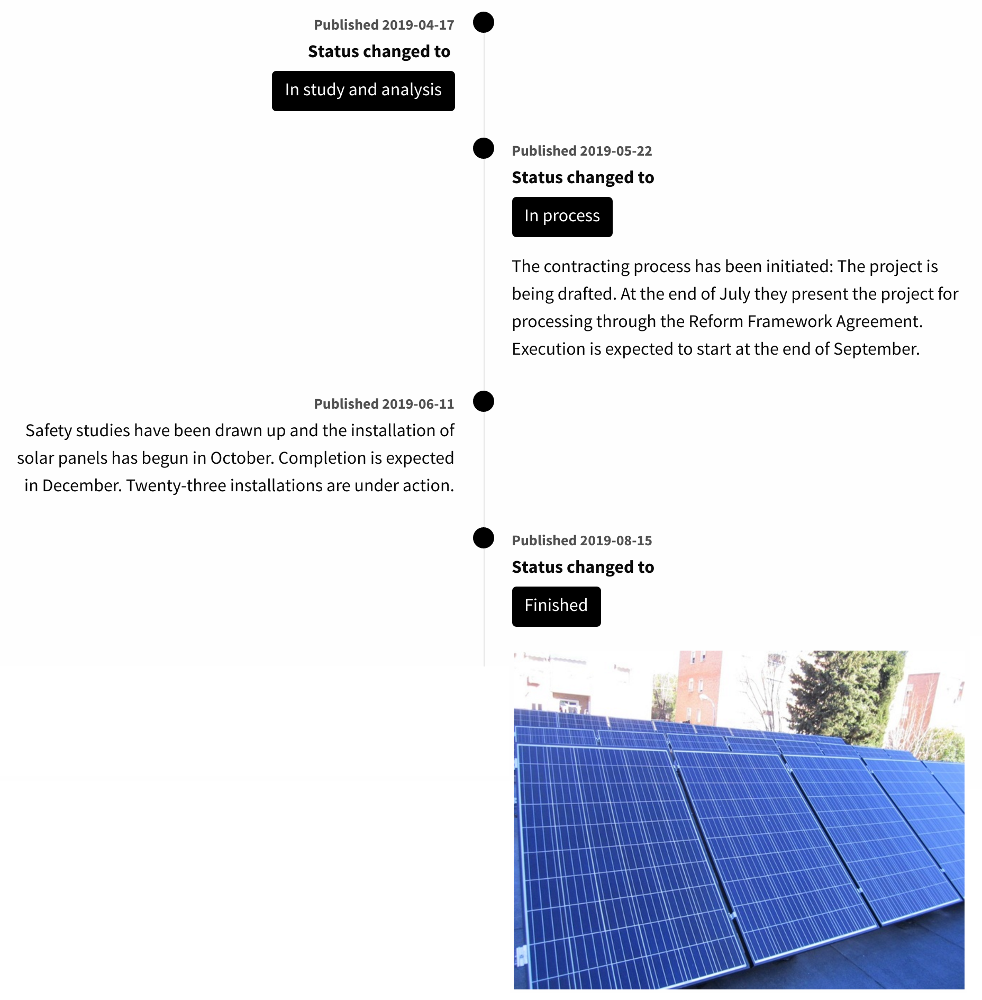 Published 2019-04-17
Status changed to
In study and analysis
Published 2019-05-22
Status changed to
In process
The contracting process has been initiated: The project is
being drafted. At the end of July they present the project for
processing through the Reform Framework Agreement.
Execution is expected to start at the end of September.
Published 2019-06-11
Safety studies have been drawn up and the installation of
solar panels has begun in October. Completion is expected
in December. Twenty-three installations are under action.
Published 2019-08-15
Status changed to
Finished